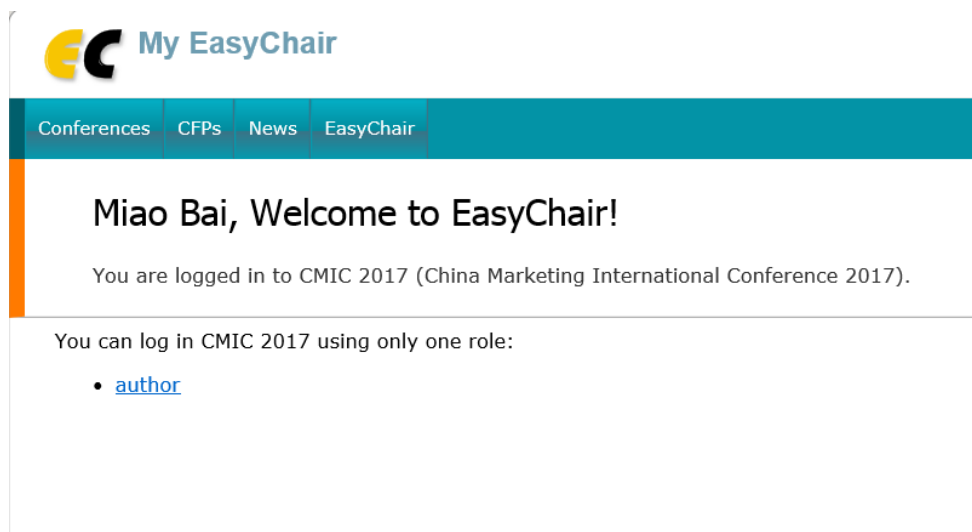 EC My EasyChair
Conferences CFPs News EasyChair
Miao Bai, Welcome to EasyChair!
You are logged in to CMIC 2017 (China Marketing International Conference 2017).
You can log in CMIC 2017 using only one role:
• author